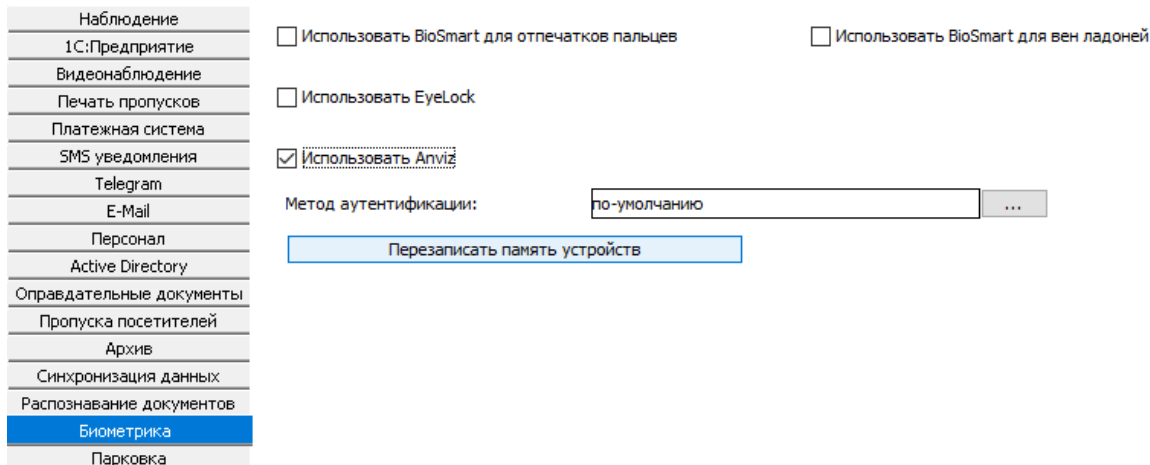 Наблюдение
1С:Предприятие
Видеонаблюдение
Печать пропусков
Платежная система
SMS уведомления
Telegram
E-Mail
Персонал
Active Directory
Оправдательные документы
Пропуска посетителей
Архив
Синхронизация данных
Распознавание документов
Биометрика
Парковка
Использовать BioSmart для отпечатков пальцев
Использовать BioSmart для вен ладоней
Использовать EyeLock
Использовать Anviz
Метод аутентификации: по-умолчанию ...
Перезаписать память устройств